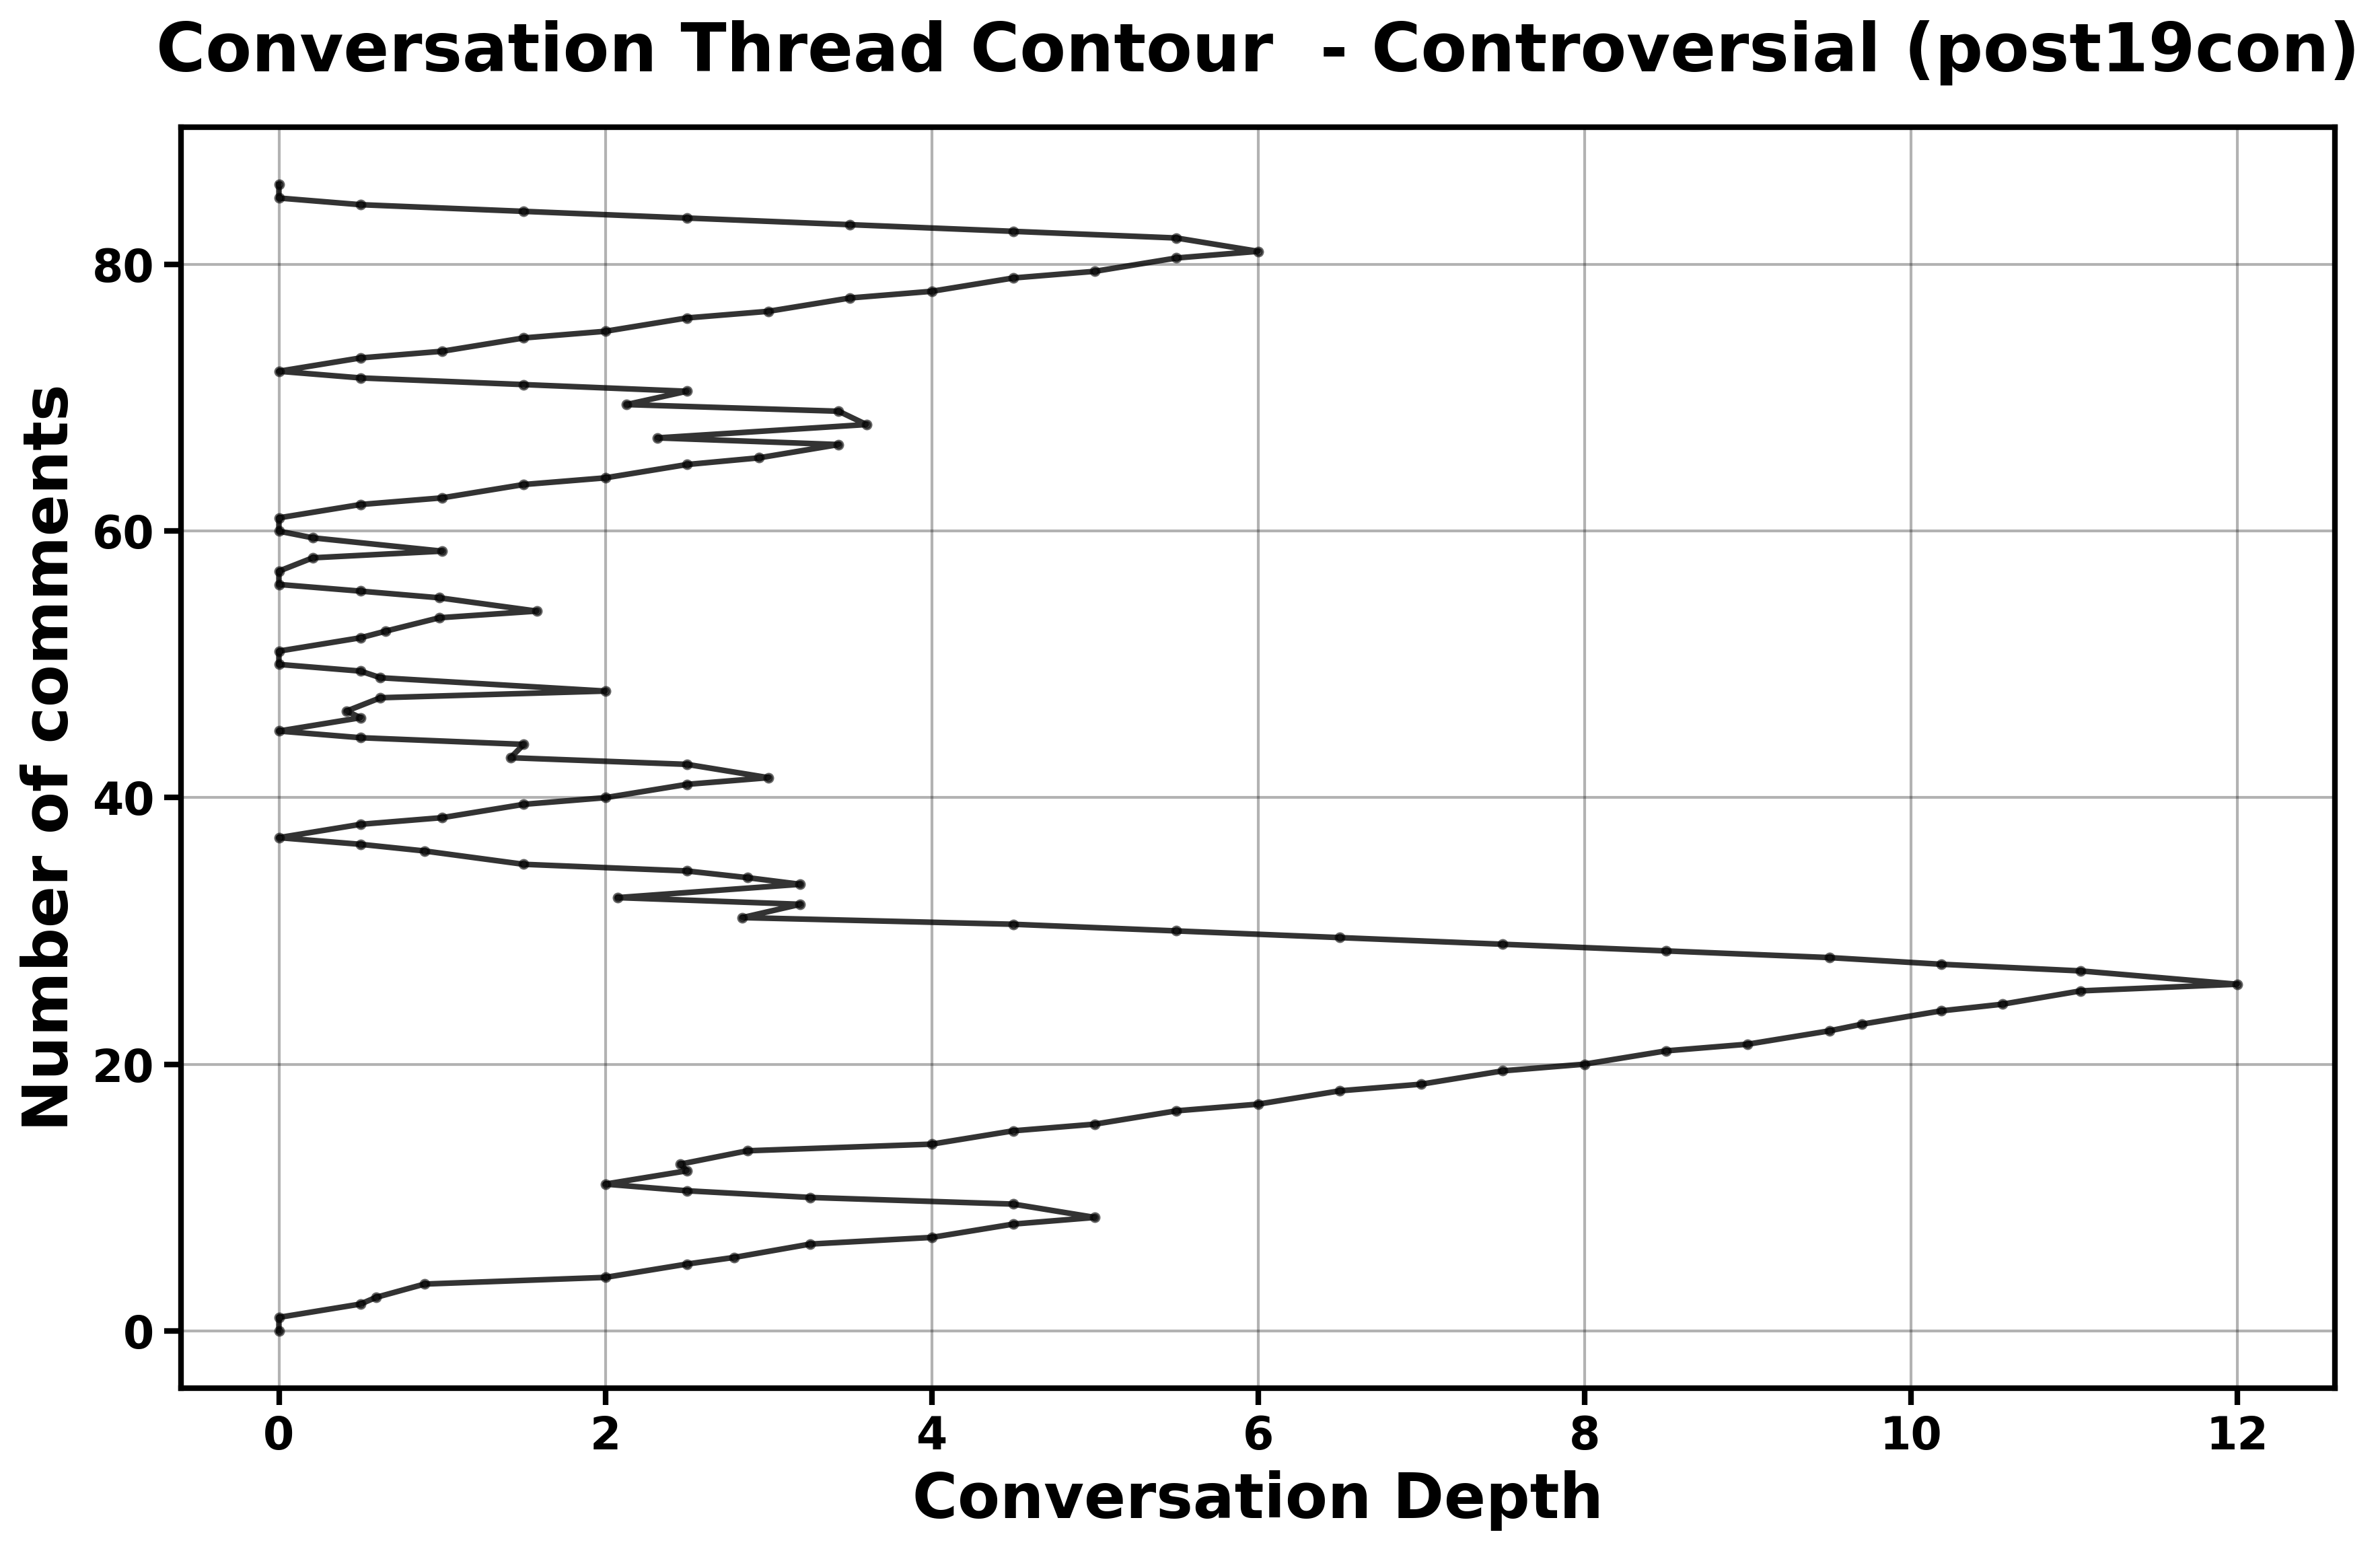 Conversation Thread Contour  - Controversial (post19con)
Number of comments
80
60
40
20
0
0 2 4 6 8 10 12
Conversation Depth